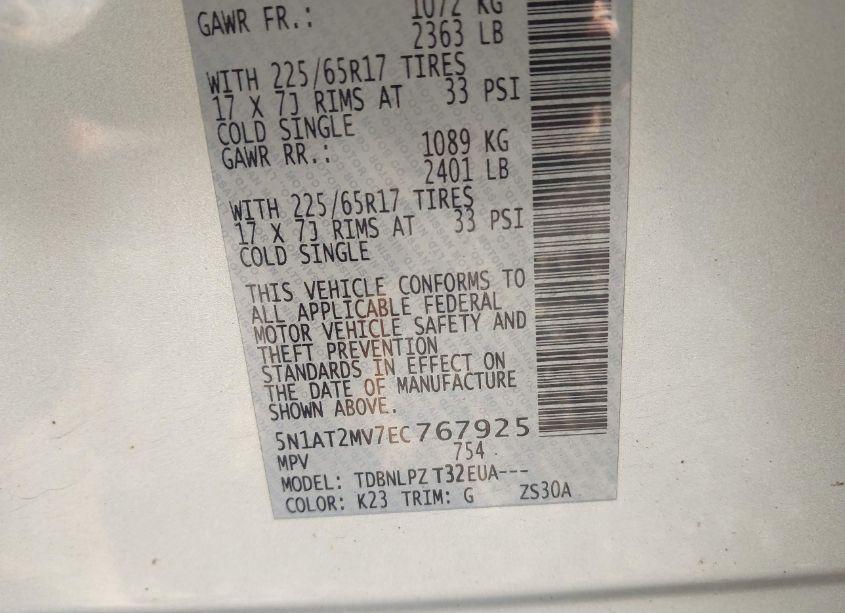 GAWR FR.: 1072 KG
2363 LB
WITH 225/65R17 TIRES
17 X 7J RIMS AT 33 PSI
COLD SINGLE
GAWR RR.: 1089 KG
2401 LB
WITH 225/65R17 TIRES
17 X 7J RIMS AT 33 PSI
COLD SINGLE
THIS VEHICLE CONFORMS TO
ALL APPLICABLE FEDERAL
MOTOR VEHICLE SAFETY AND
THEFT PREVENTION
STANDARDS IN EFFECT ON
THE DATE OF MANUFACTURE
SHOWN ABOVE.
5N1AT2MV7EC767925
MPV 754
MODEL: TDBNLPZ T32EUA---
COLOR: K23 TRIM: G ZS30A